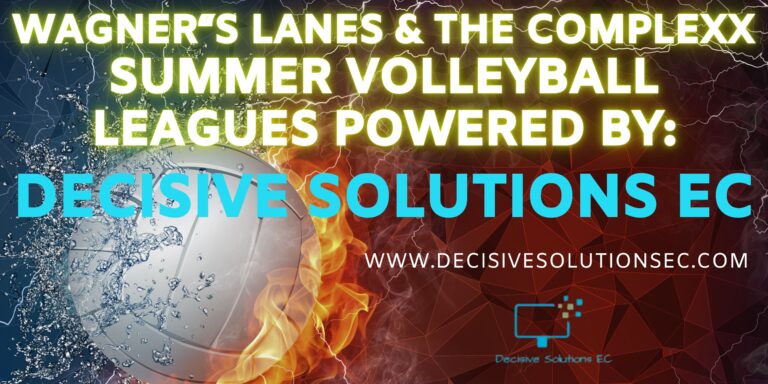 WAGNER"S LANES & THE COMPLEXX
SUMMER VOLLEYBALL
LEAGUES POWERED BY:
DECISIVE SOLUTIONS EC
WWW.DECISIVESOLUTIONSEC.COM
Decisive Solutions EC